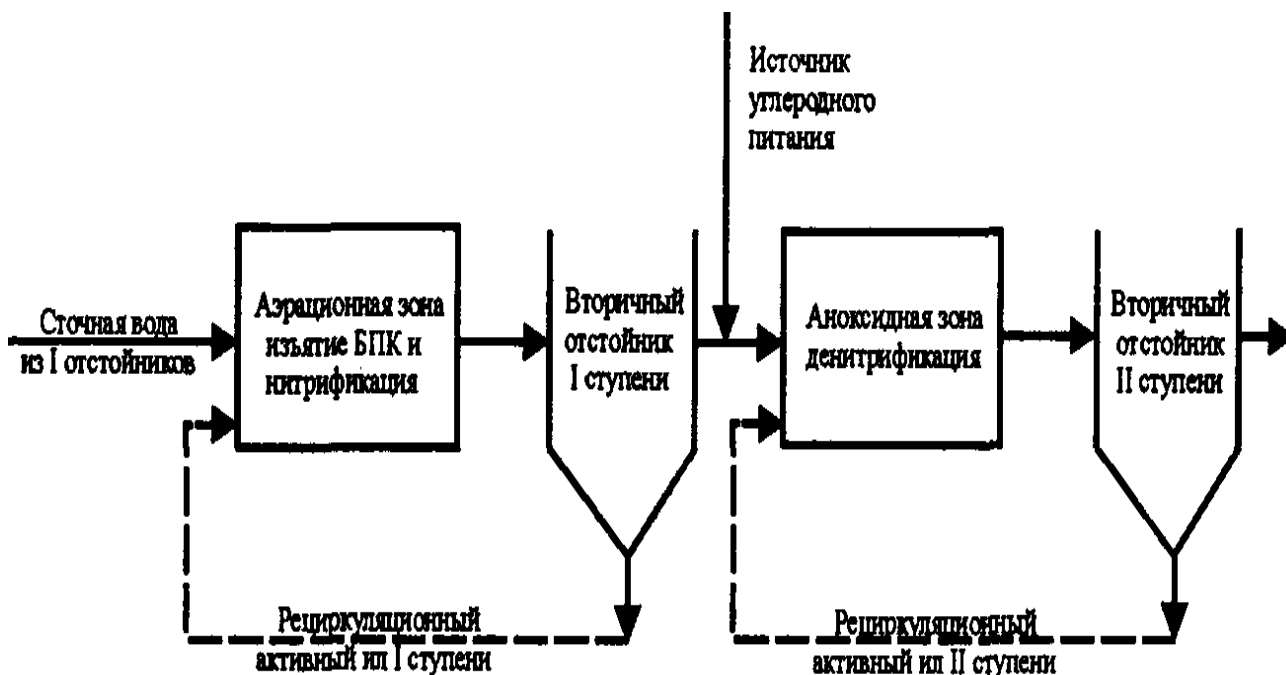 Источник
углеродного
питания
Сточная вода
из I отстойников
Аэрационная зона
изъятие БПК и
нитрификация
Вторичный
отстойник
I ступени
Аноксидная зона
денитрификация
Вторичный
отстойник
II ступени
Рециркуляционный
активный ил I ступени
Рециркуляционный
активный ил II ступени